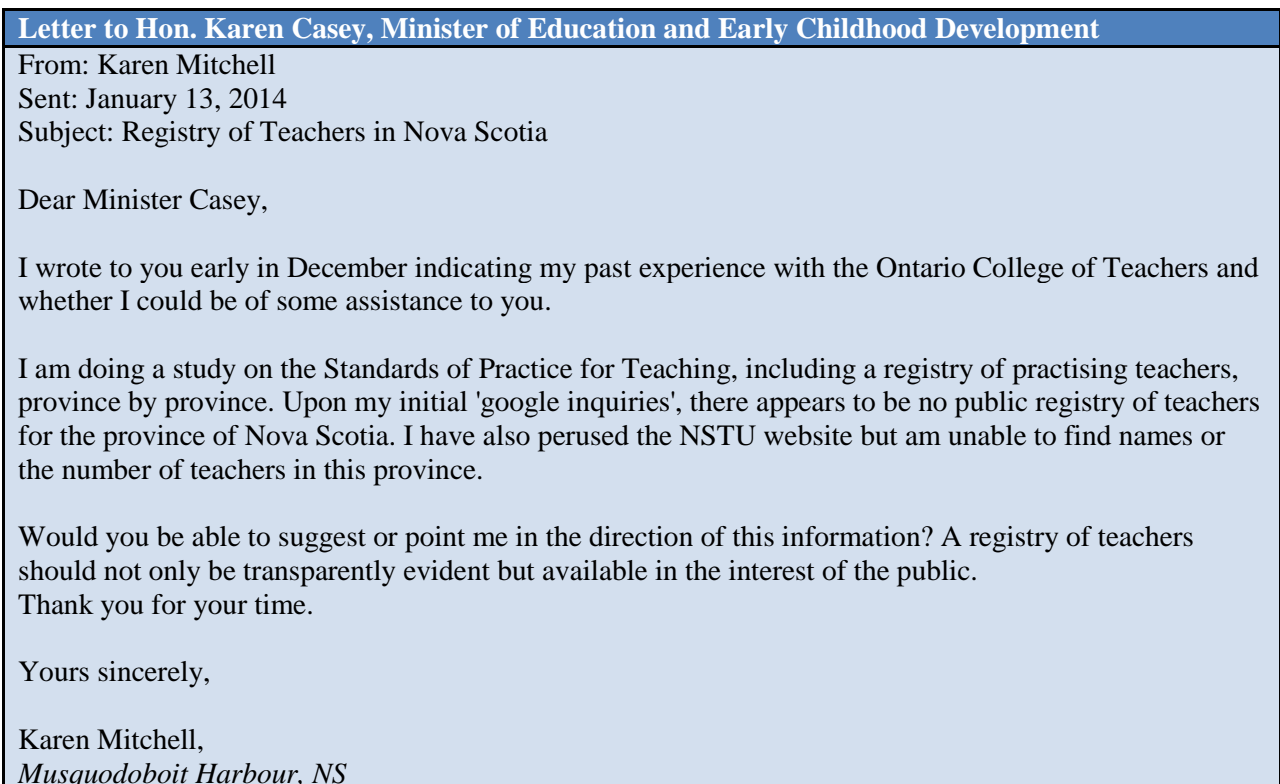 Letter to Hon. Karen Casey, Minister of Education and Early Childhood Development
From: Karen Mitchell
Sent: January 13, 2014
Subject: Registry of Teachers in Nova Scotia
Dear Minister Casey,
I wrote to you early in December indicating my past experience with the Ontario College of Teachers and
whether I could be of some assistance to you.
I am doing a study on the Standards of Practice for Teaching, including a registry of practising teachers,
province by province. Upon my initial 'google inquiries', there appears to be no public registry of teachers
for the province of Nova Scotia. I have also perused the NSTU website but am unable to find names or
the number of teachers in this province.
Would you be able to suggest or point me in the direction of this information? A registry of teachers
should not only be transparently evident but available in the interest of the public.
Thank you for your time.
Yours sincerely,
Karen Mitchell,
Musquodoboit Harbour, NS